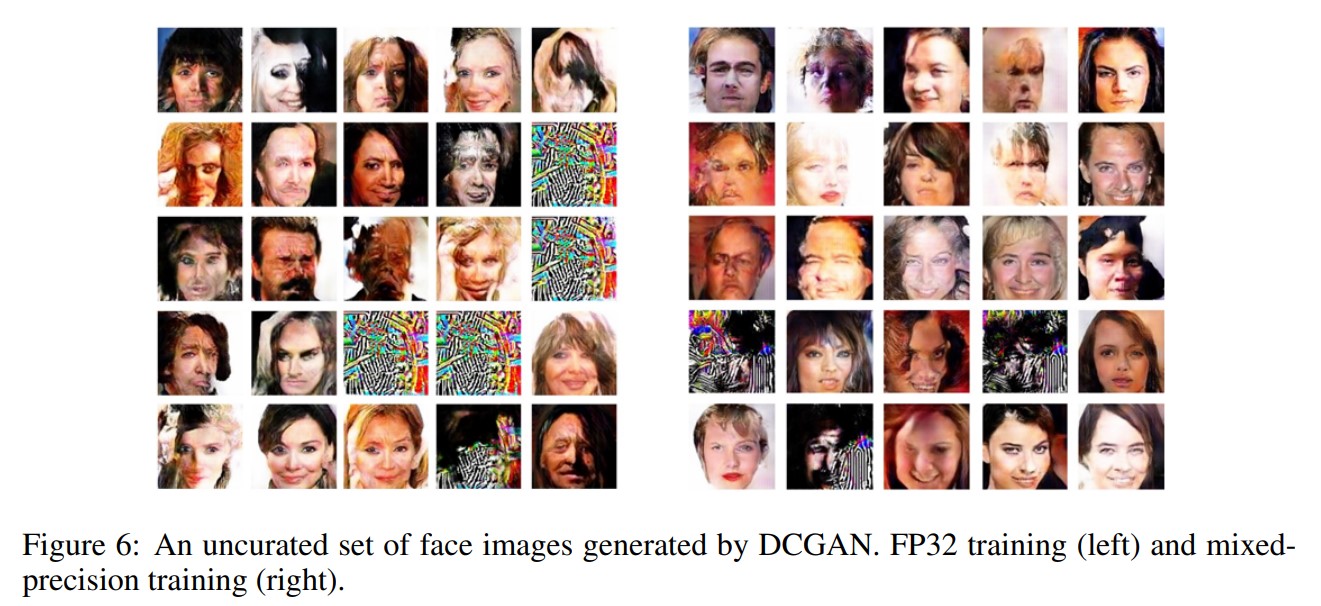 Figure 6: An uncurated set of face images generated by DCGAN. FP32 training (left) and mixed-
precision training (right).